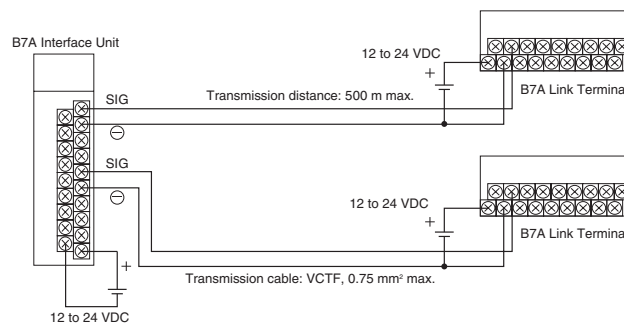 B7A Interface Unit
12 to 24 VDC
+
SIG
Transmission distance: 500 m max.
B7A Link Termina
⊖
SIG
⊖
12 to 24 VDC
+
B7A Link Termina
+
Transmission cable: VCTF, 0.75 mm² max.
12 to 24 VDC